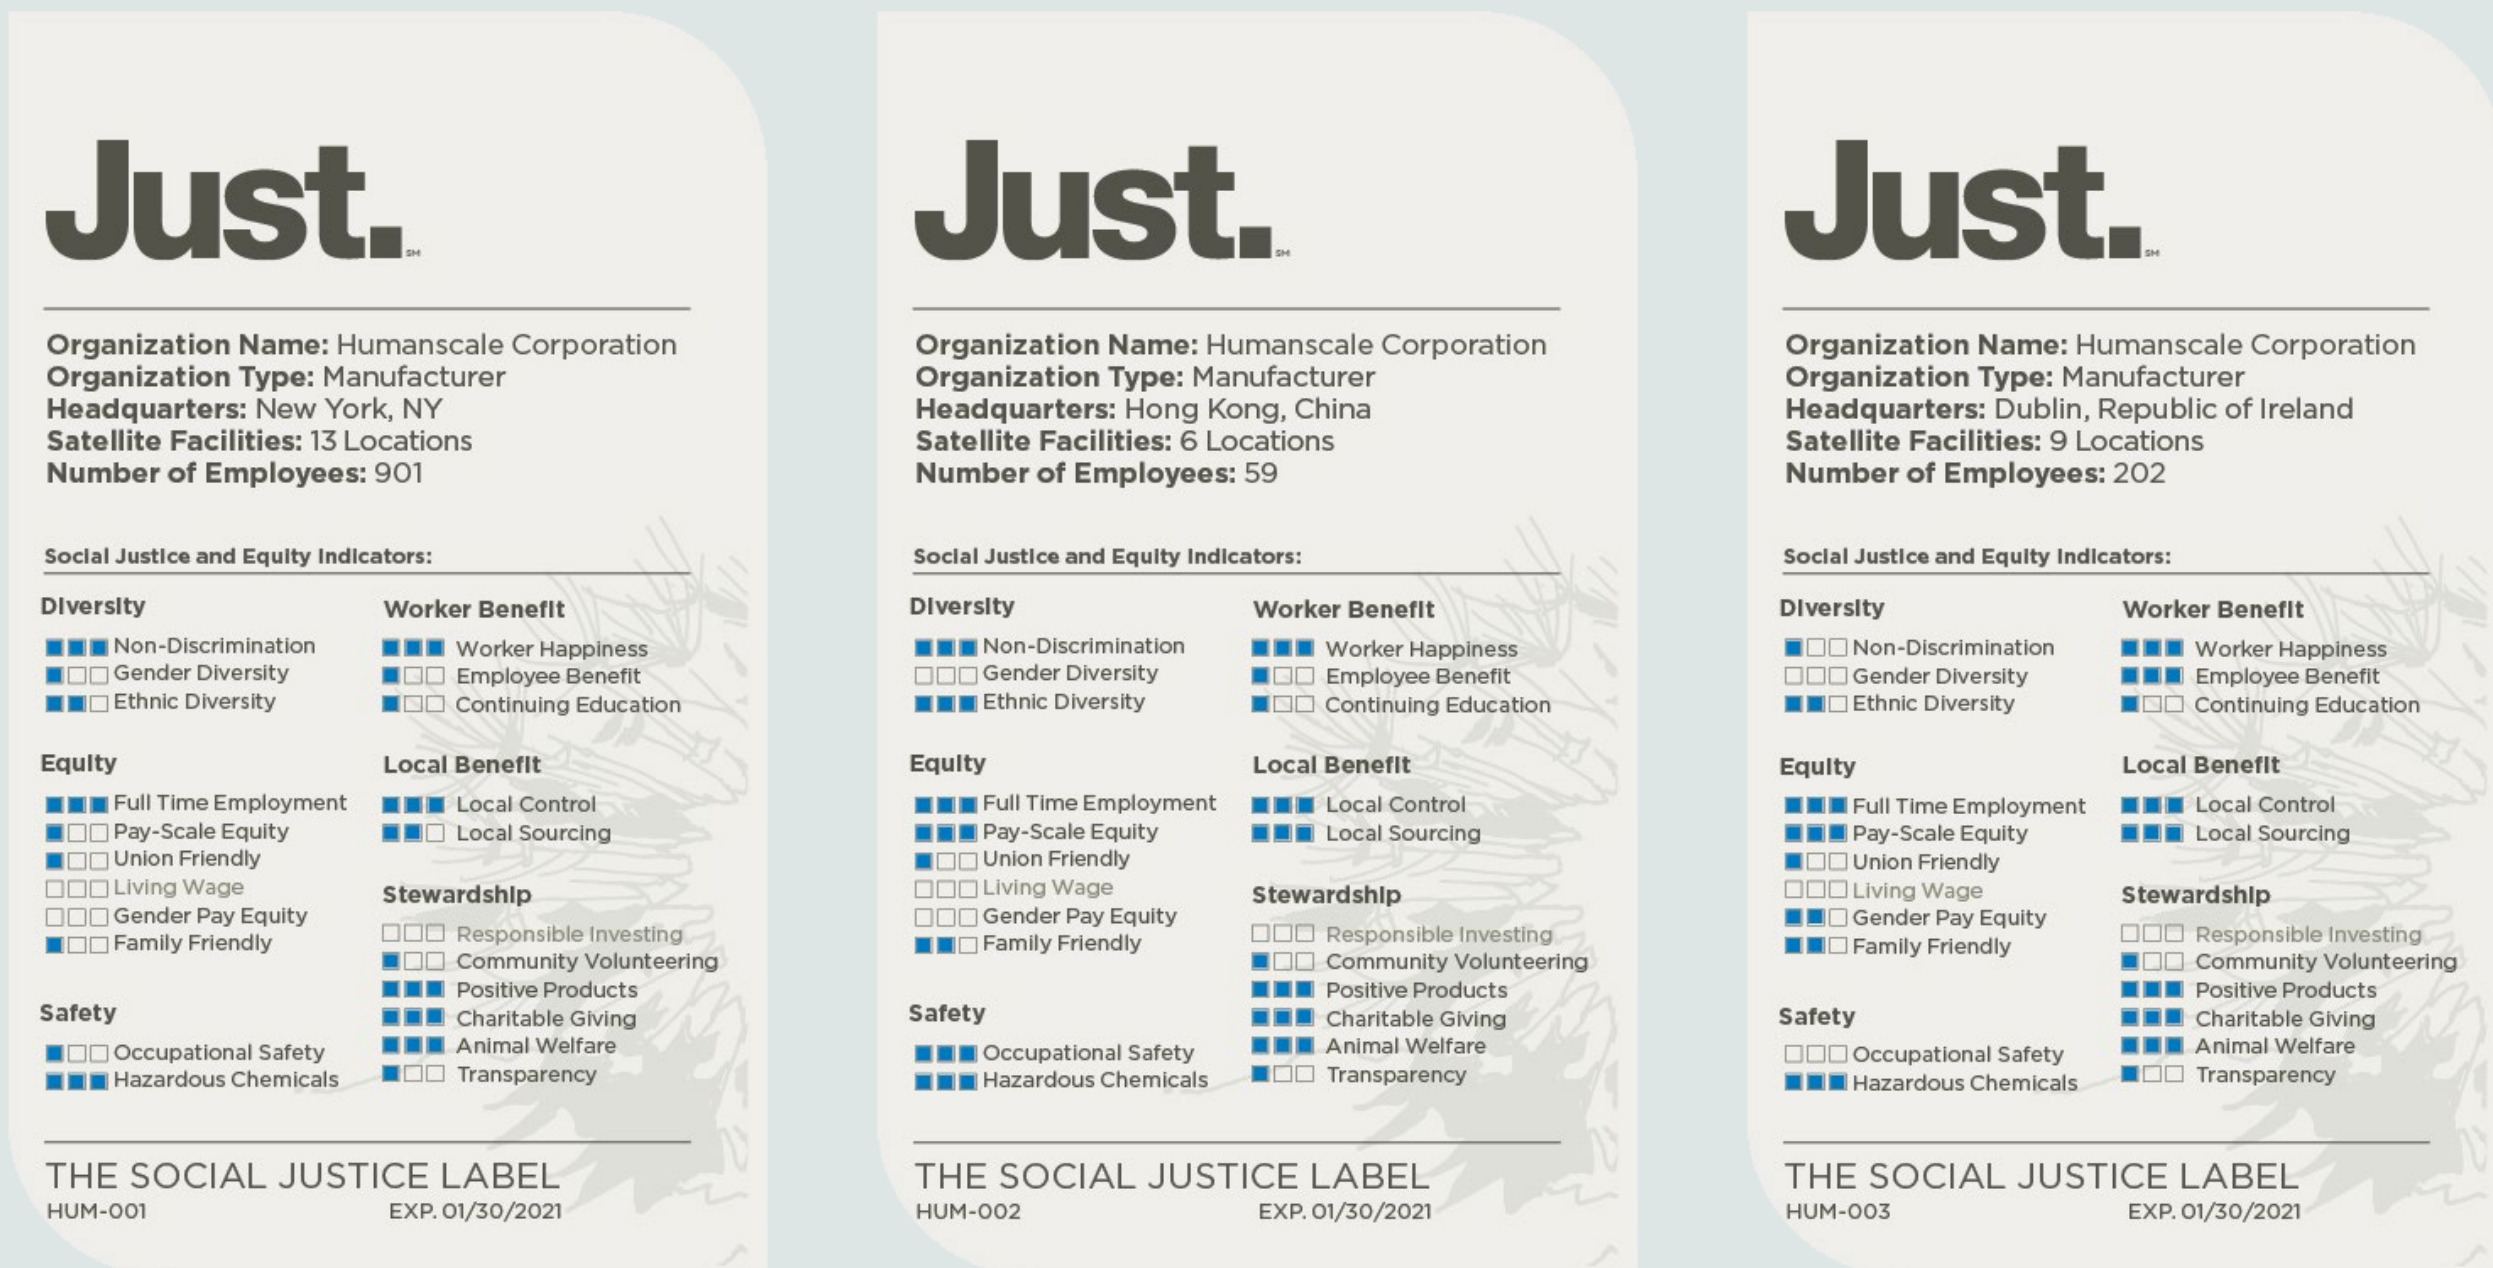 Just.
SM
Organization Name: Humanscale Corporation
Organization Type: Manufacturer
Headquarters: New York, NY
Satellite Facilities: 13 Locations
Number of Employees: 901
Social Justice and Equity Indicators:
Diversity
Non-Discrimination
Gender Diversity
Ethnic Diversity
Equity
Full Time Employment
Pay-Scale Equity
Union Friendly
Living Wage
Gender Pay Equity
Family Friendly
Safety
Occupational Safety
Hazardous Chemicals
Worker Benefit
Worker Happiness
Employee Benefit
Continuing Education
Local Benefit
Local Control
Local Sourcing
Stewardship
Responsible Investing
Community Volunteering
Positive Products
Charitable Giving
Animal Welfare
Transparency
THE SOCIAL JUSTICE LABEL
HUM-001 EXP. 01/30/2021
Just.
SM
Organization Name: Humanscale Corporation
Organization Type: Manufacturer
Headquarters: Hong Kong, China
Satellite Facilities: 6 Locations
Number of Employees: 59
Social Justice and Equity Indicators:
Diversity
Non-Discrimination
Gender Diversity
Ethnic Diversity
Equity
Full Time Employment
Pay-Scale Equity
Union Friendly
Living Wage
Gender Pay Equity
Family Friendly
Safety
Occupational Safety
Hazardous Chemicals
Worker Benefit
Worker Happiness
Employee Benefit
Continuing Education
Local Benefit
Local Control
Local Sourcing
Stewardship
Responsible Investing
Community Volunteering
Positive Products
Charitable Giving
Animal Welfare
Transparency
THE SOCIAL JUSTICE LABEL
HUM-002 EXP. 01/30/2021
Just.
SM
Organization Name: Humanscale Corporation
Organization Type: Manufacturer
Headquarters: Dublin, Republic of Ireland
Satellite Facilities: 9 Locations
Number of Employees: 202
Social Justice and Equity Indicators:
Diversity
Non-Discrimination
Gender Diversity
Ethnic Diversity
Equity
Full Time Employment
Pay-Scale Equity
Union Friendly
Living Wage
Gender Pay Equity
Family Friendly
Safety
Occupational Safety
Hazardous Chemicals
Worker Benefit
Worker Happiness
Employee Benefit
Continuing Education
Local Benefit
Local Control
Local Sourcing
Stewardship
Responsible Investing
Community Volunteering
Positive Products
Charitable Giving
Animal Welfare
Transparency
THE SOCIAL JUSTICE LABEL
HUM-003 EXP. 01/30/2021